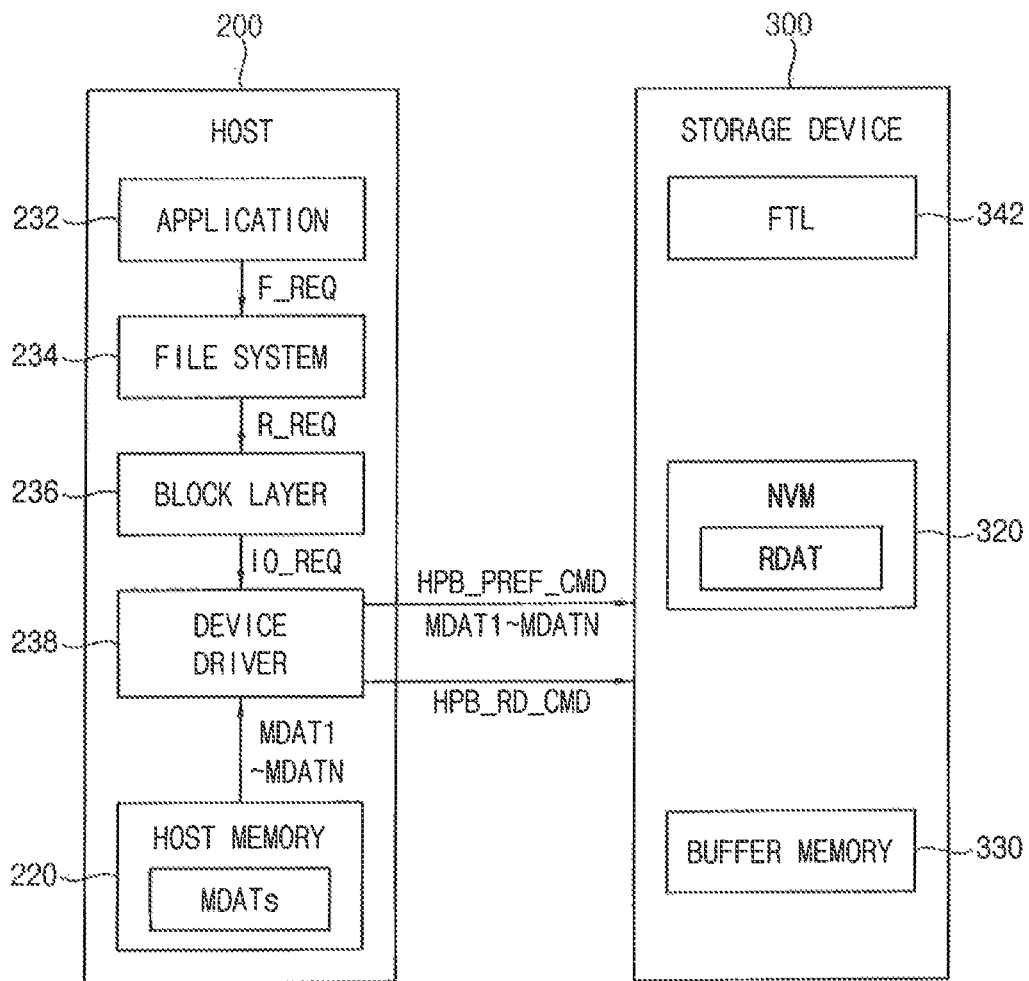 200
300
HOST
STORAGE DEVICE
232
APPLICATION
FTL
342
F_REQ
234
FILE SYSTEM
R_REQ
236
BLOCK LAYER
NVM
320
RDAT
IO_REQ
HPB_PREF_CMD
238
DEVICE
DRIVER
MDAT1~MDATN
HPB_RD_CMD
MDAT1
~MDATN
HOST MEMORY
220
MDATs
BUFFER MEMORY
330